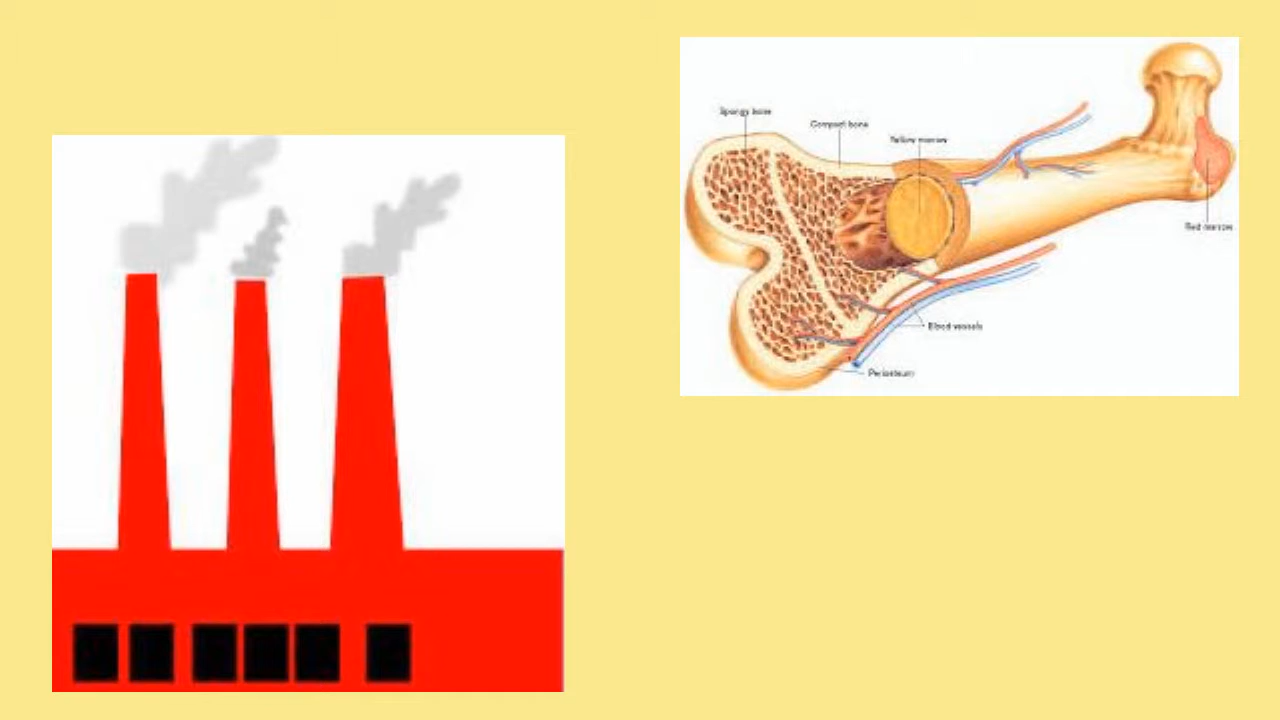 Spongy bone
Compact bone
Yellow marrow
Red marrow
Blood vessels
Periosteum